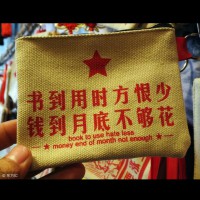 书到用时方恨少
钱到月底不够花
book to use hate less
money end of month not enough